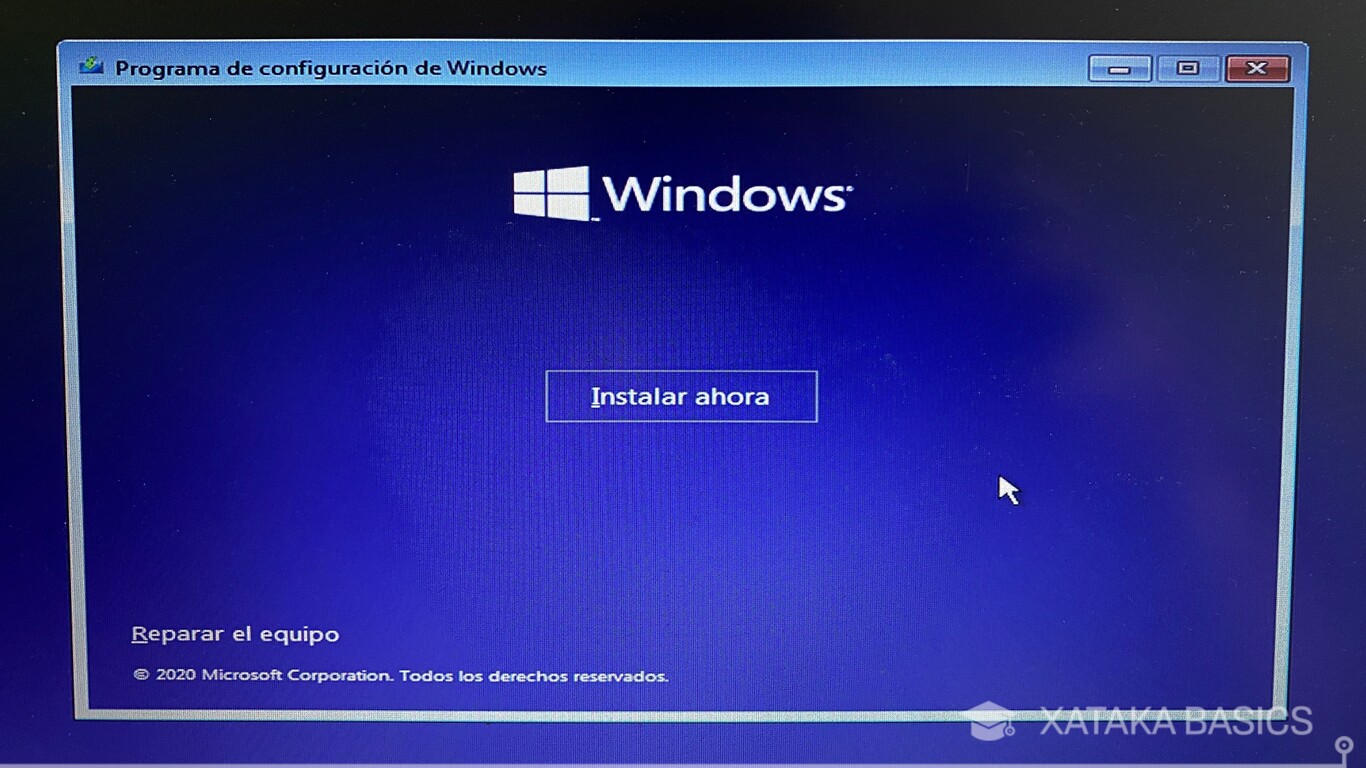 Programa de configuración de Windows
Windows
Instalar ahora
Reparar el equipo
© 2020 Microsoft Corporation. Todos los derechos reservados.
XATAKA BASICS